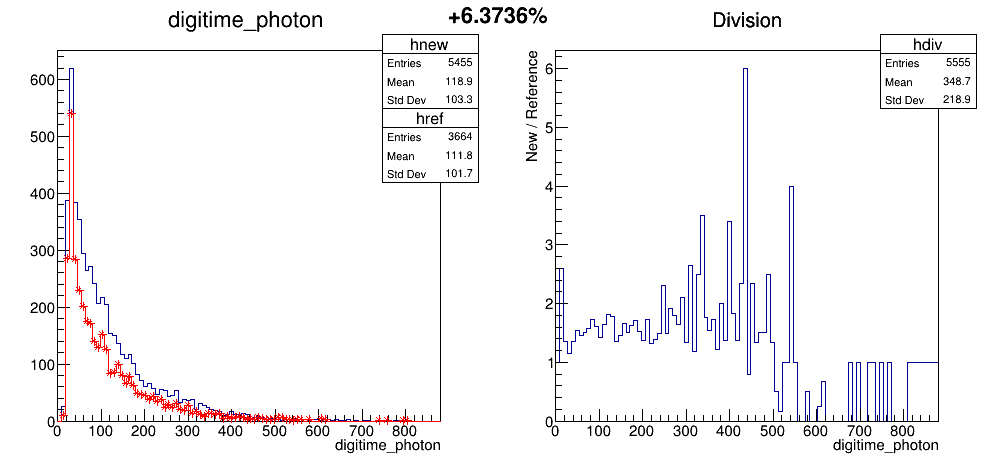 +6.3736%
digitime_photon
hnew
Entries 5455
Mean 118.9
Std Dev 103.3
href
Entries 3664
Mean 111.8
Std Dev 101.7
600
500
400
300
200
100
0
0 100 200 300 400 500 600 700 800
digitime_photon
Division
hdiv
Entries 5555
Mean 348.7
Std Dev 218.9
New / Reference
6
5
4
3
2
1
0
0 100 200 300 400 500 600 700 800
digitime_photon